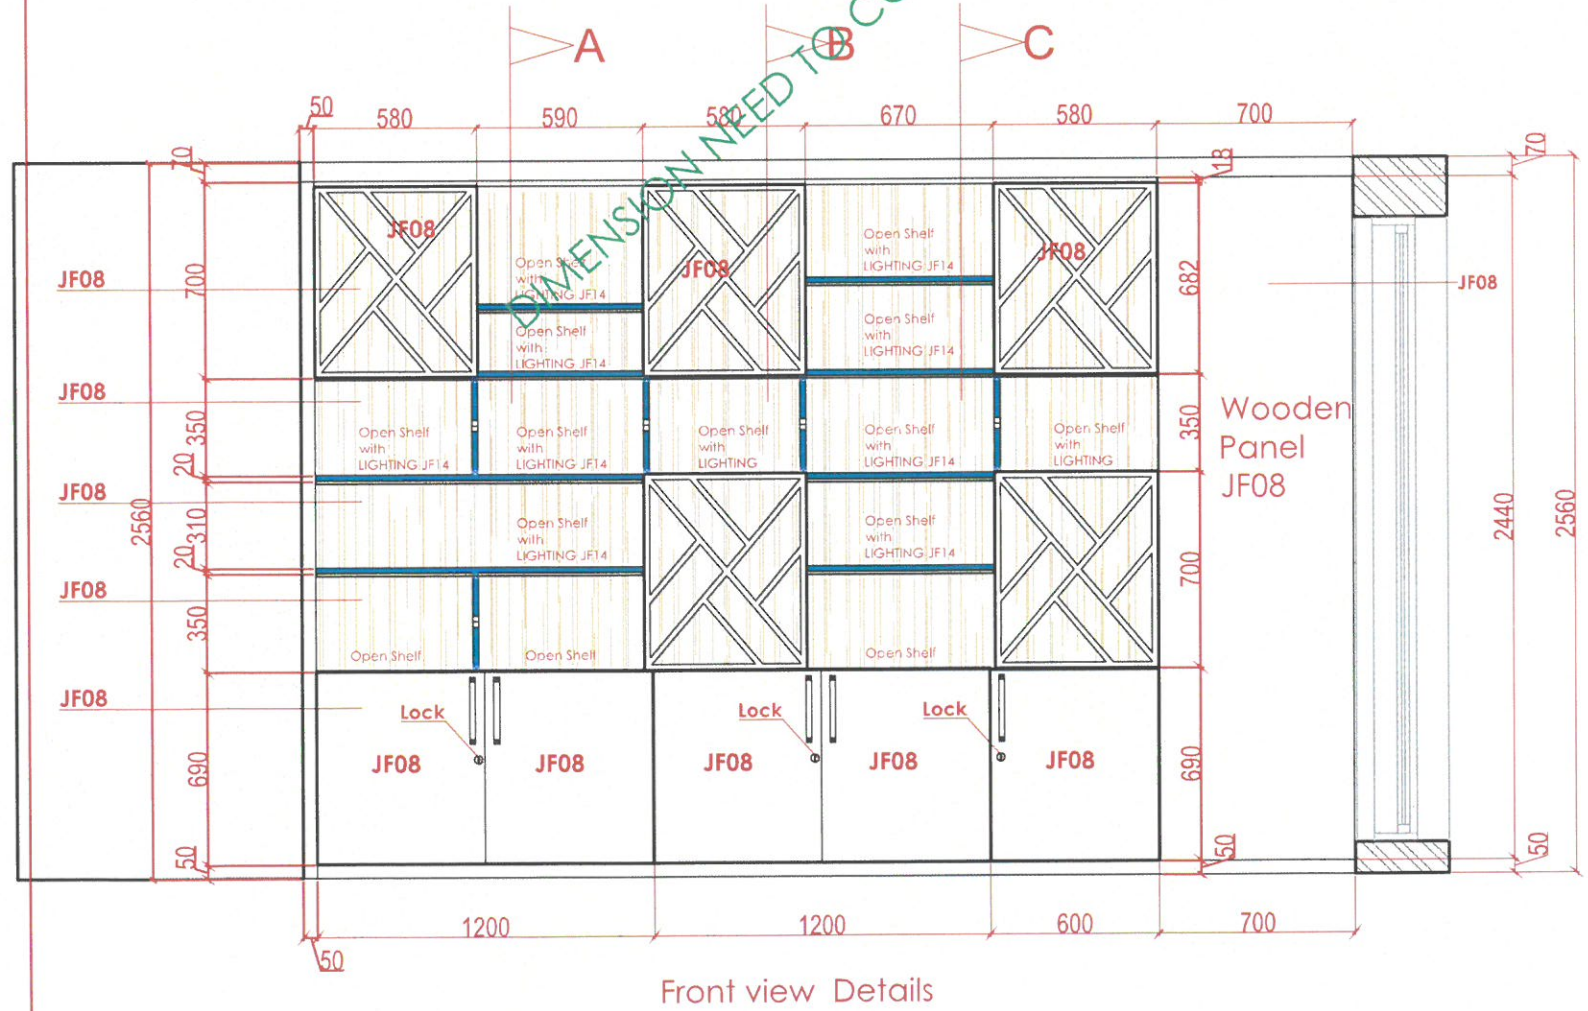 A
B
C
DIMENSION NEED TO CO
50
580
590
580
670
580
700
70
18
70
JF08
Open Shelf
with
LIGHTING JF14
JF08
Open Shelf
with
LIGHTING JF14
JF08
JF08
700
682
JF08
Open Shelf
with
LIGHTING JF14
Open Shelf
with
LIGHTING JF14
JF08
350
350
Wooden
Panel
JF08
Open Shelf
with
LIGHTING JF14
Open Shelf
with
LIGHTING JF14
Open Shelf
with
LIGHTING
Open Shelf
with
LIGHTING JF14
Open Shelf
with
LIGHTING
20
JF08
2560
310
20
Open Shelf
with
LIGHTING JF14
Open Shelf
with
LIGHTING JF14
700
2440
2560
JF08
350
Open Shelf
Open Shelf
Open Shelf
JF08
Lock
Lock
Lock
690
JF08
JF08
JF08
JF08
JF08
690
50
50
50
1200
1200
600
700
50
Front view Details